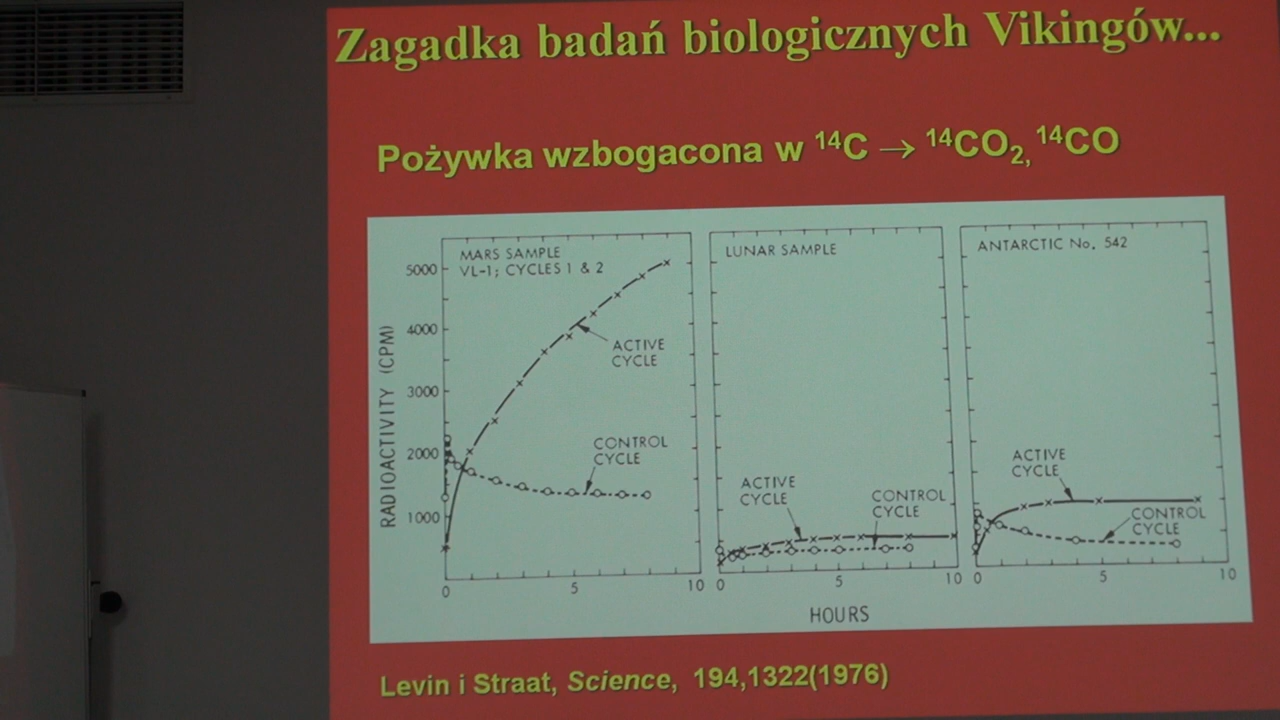 Zagadka badań biologicznych Vikingów...
Pożywka wzbogacona w ¹⁴C → ¹⁴CO₂, ¹⁴CO
MARS SAMPLE
VL-1; CYCLES 1 & 2
LUNAR SAMPLE
ANTARCTIC No. 542
RADIOACTIVITY (CPM)
5000
4000
3000
2000
1000
ACTIVE
CYCLE
CONTROL
CYCLE
ACTIVE
CYCLE
CONTROL
CYCLE
ACTIVE
CYCLE
CONTROL
CYCLE
0 5 10 0 5 10 0 5 10
HOURS
Levin i Straat, Science, 194,1322(1976)